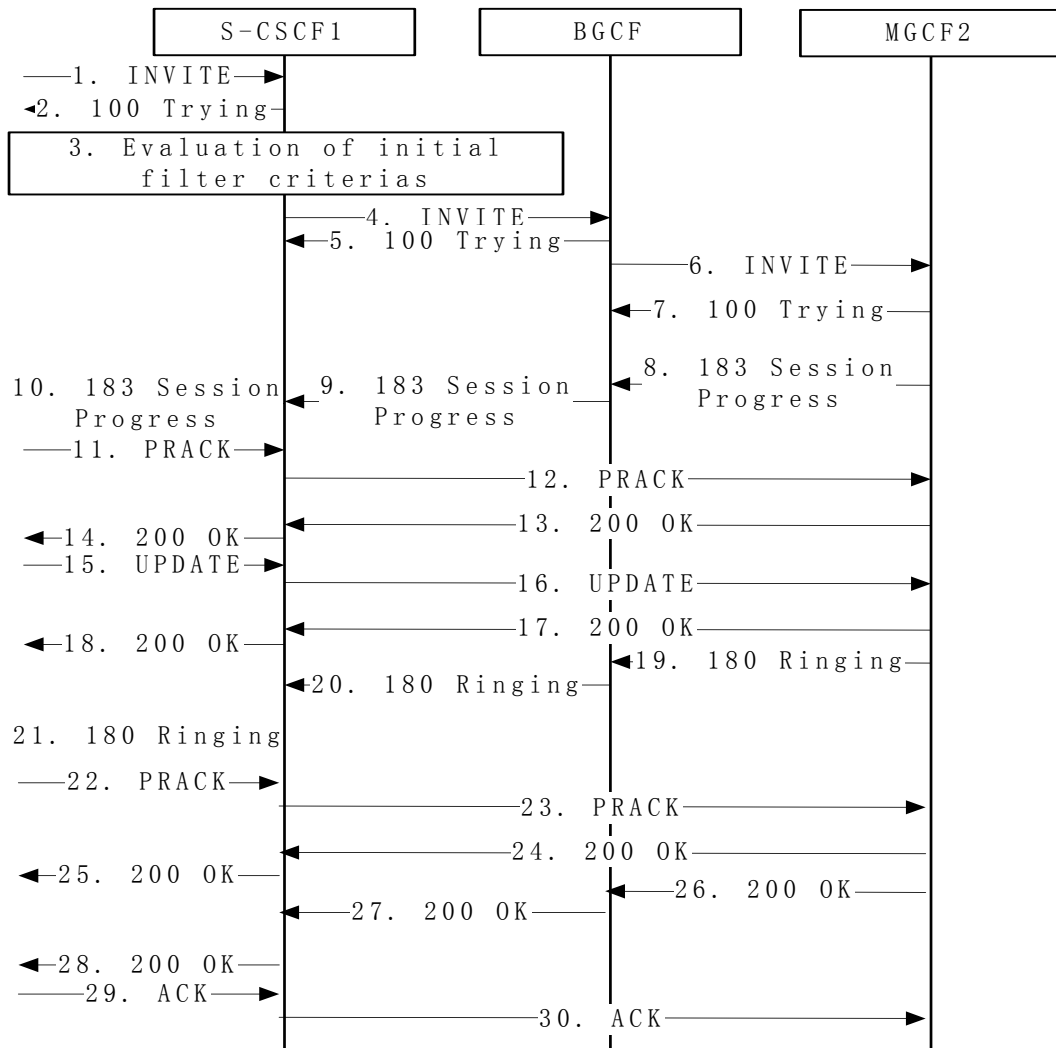 S-CSCF1
BGCF
MGCF2
1. INVITE
2. 100 Trying
3. Evaluation of initial
filter criterias
4. INVITE
5. 100 Trying
6. INVITE
7. 100 Trying
8. 183 Session
Progress
9. 183 Session
Progress
10. 183 Session
Progress
11. PRACK
12. PRACK
13. 200 OK
14. 200 OK
15. UPDATE
16. UPDATE
17. 200 OK
18. 200 OK
19. 180 Ringing
20. 180 Ringing
21. 180 Ringing
22. PRACK
23. PRACK
24. 200 OK
25. 200 OK
26. 200 OK
27. 200 OK
28. 200 OK
29. ACK
30. ACK